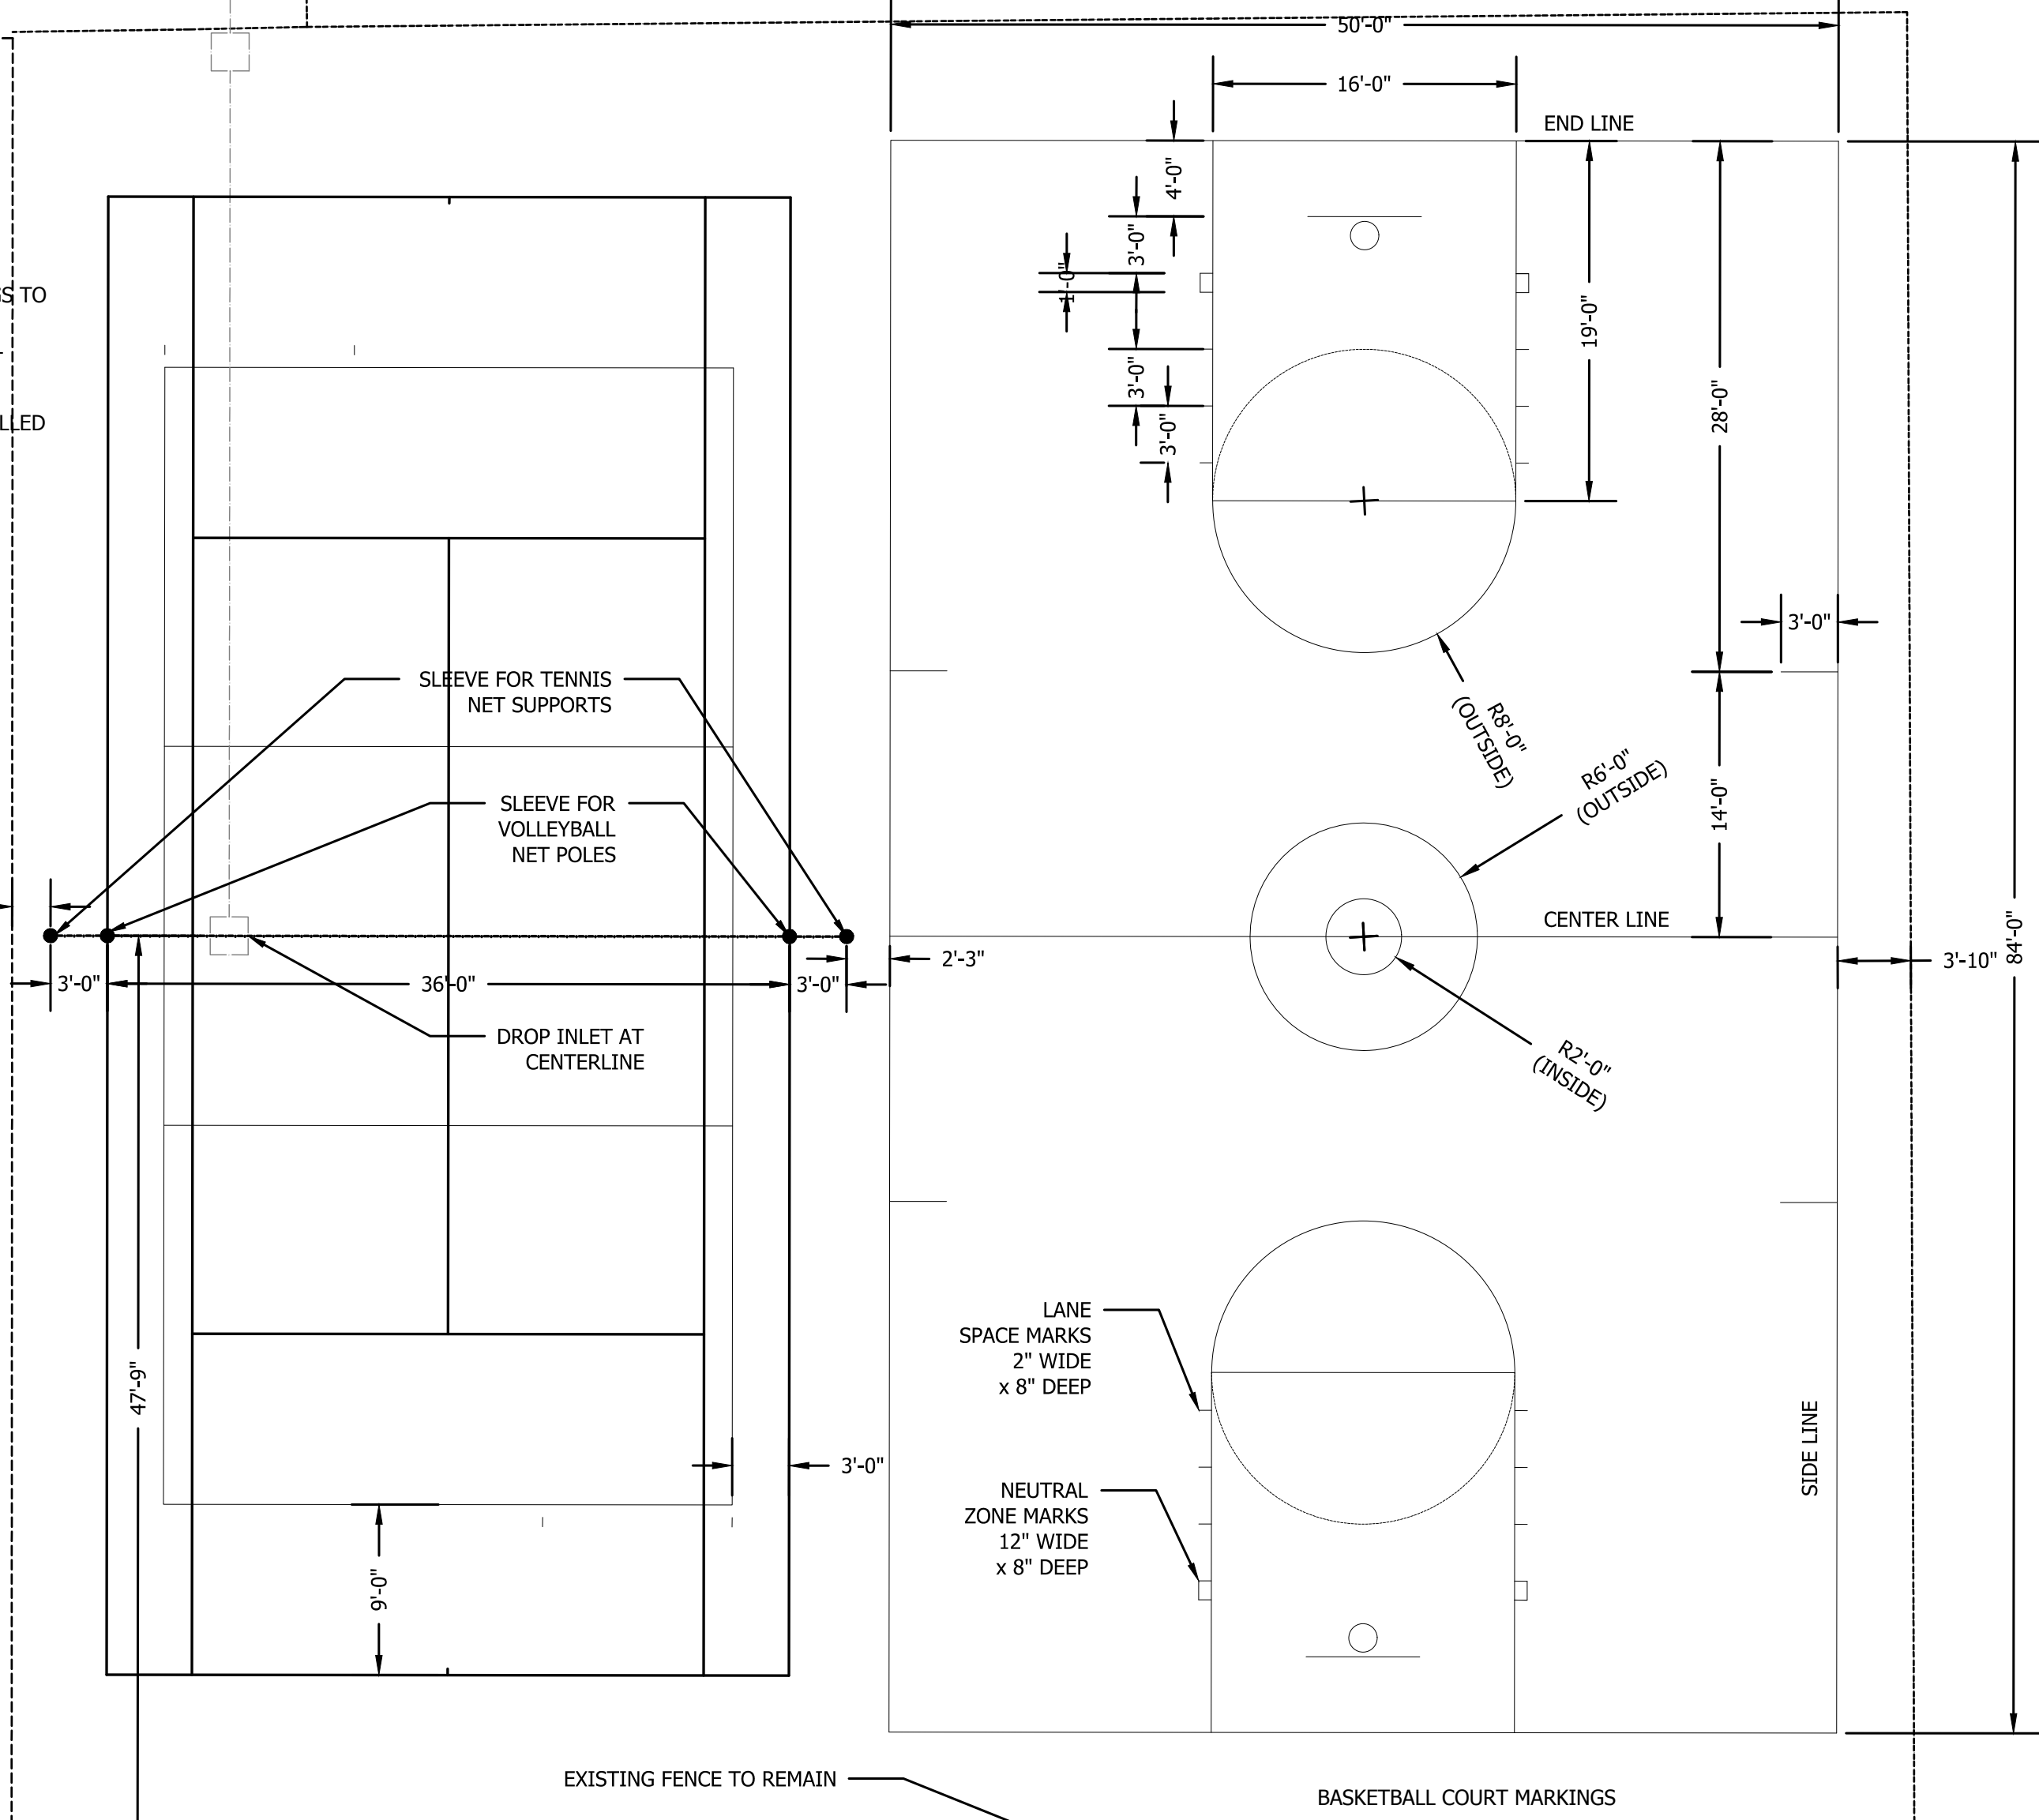 50'-0"
16'-0"
END LINE
4'-0"
3'-0"
1'-0"
19'-0"
28'-0"
3'-0"
3'-0"
TO
LLED
3'-0"
SLEEVE FOR TENNIS
NET SUPPORTS
R8'-0"
(OUTSIDE)
R6'-0"
(OUTSIDE)
14'-0"
SLEEVE FOR
VOLLEYBALL
NET POLES
CENTER LINE
84'-0"
2'-3"
3'-10"
3'-0"
36'-0"
3'-0"
DROP INLET AT
CENTERLINE
R2'-0"
(INSIDE)
LANE
SPACE MARKS
2" WIDE
x 8" DEEP
47'-9"
SIDE LINE
3'-0"
NEUTRAL
ZONE MARKS
12" WIDE
x 8" DEEP
9'-0"
EXISTING FENCE TO REMAIN
BASKETBALL COURT MARKINGS